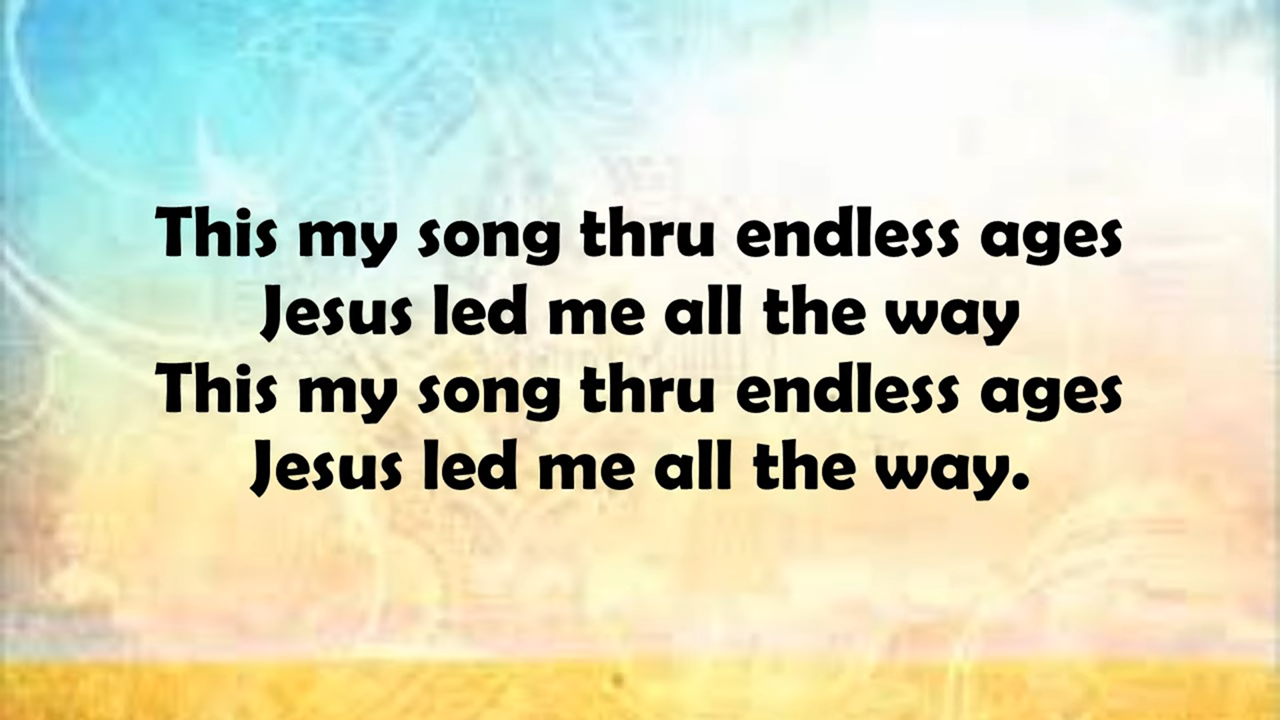 This my song thru endless ages
Jesus led me all the way
This my song thru endless ages
Jesus led me all the way.